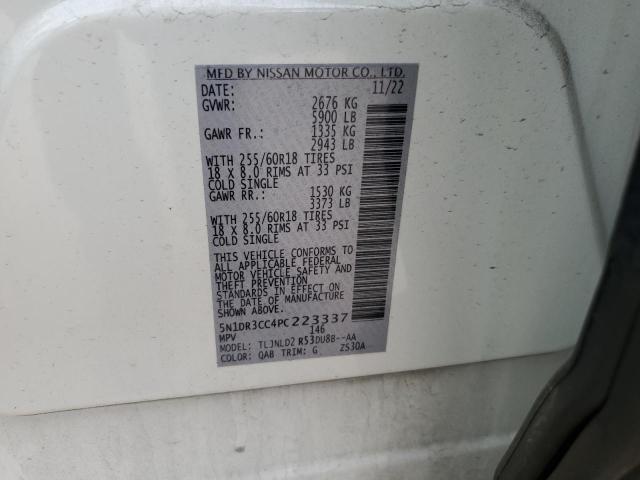 MFD BY NISSAN MOTOR CO., LTD.
DATE: 11/22
GVWR: 2676 KG
5900 LB
GAWR FR.: 1335 KG
2943 LB
WITH 255/60R18 TIRES
18 X 8.0 RIMS AT 33 PSI
COLD SINGLE
GAWR RR.: 1530 KG
3373 LB
WITH 255/60R18 TIRES
18 X 8.0 RIMS AT 33 PSI
COLD SINGLE
THIS VEHICLE CONFORMS TO
ALL APPLICABLE FEDERAL
MOTOR VEHICLE SAFETY AND
THEFT PREVENTION
STANDARDS IN EFFECT ON
THE DATE OF MANUFACTURE
SHOWN ABOVE.
5N1DR3CC4PC223337
MPV 146
MODEL: TLJNLD2 R53DU8B--AA
COLOR: QAB TRIM: G ZS30A